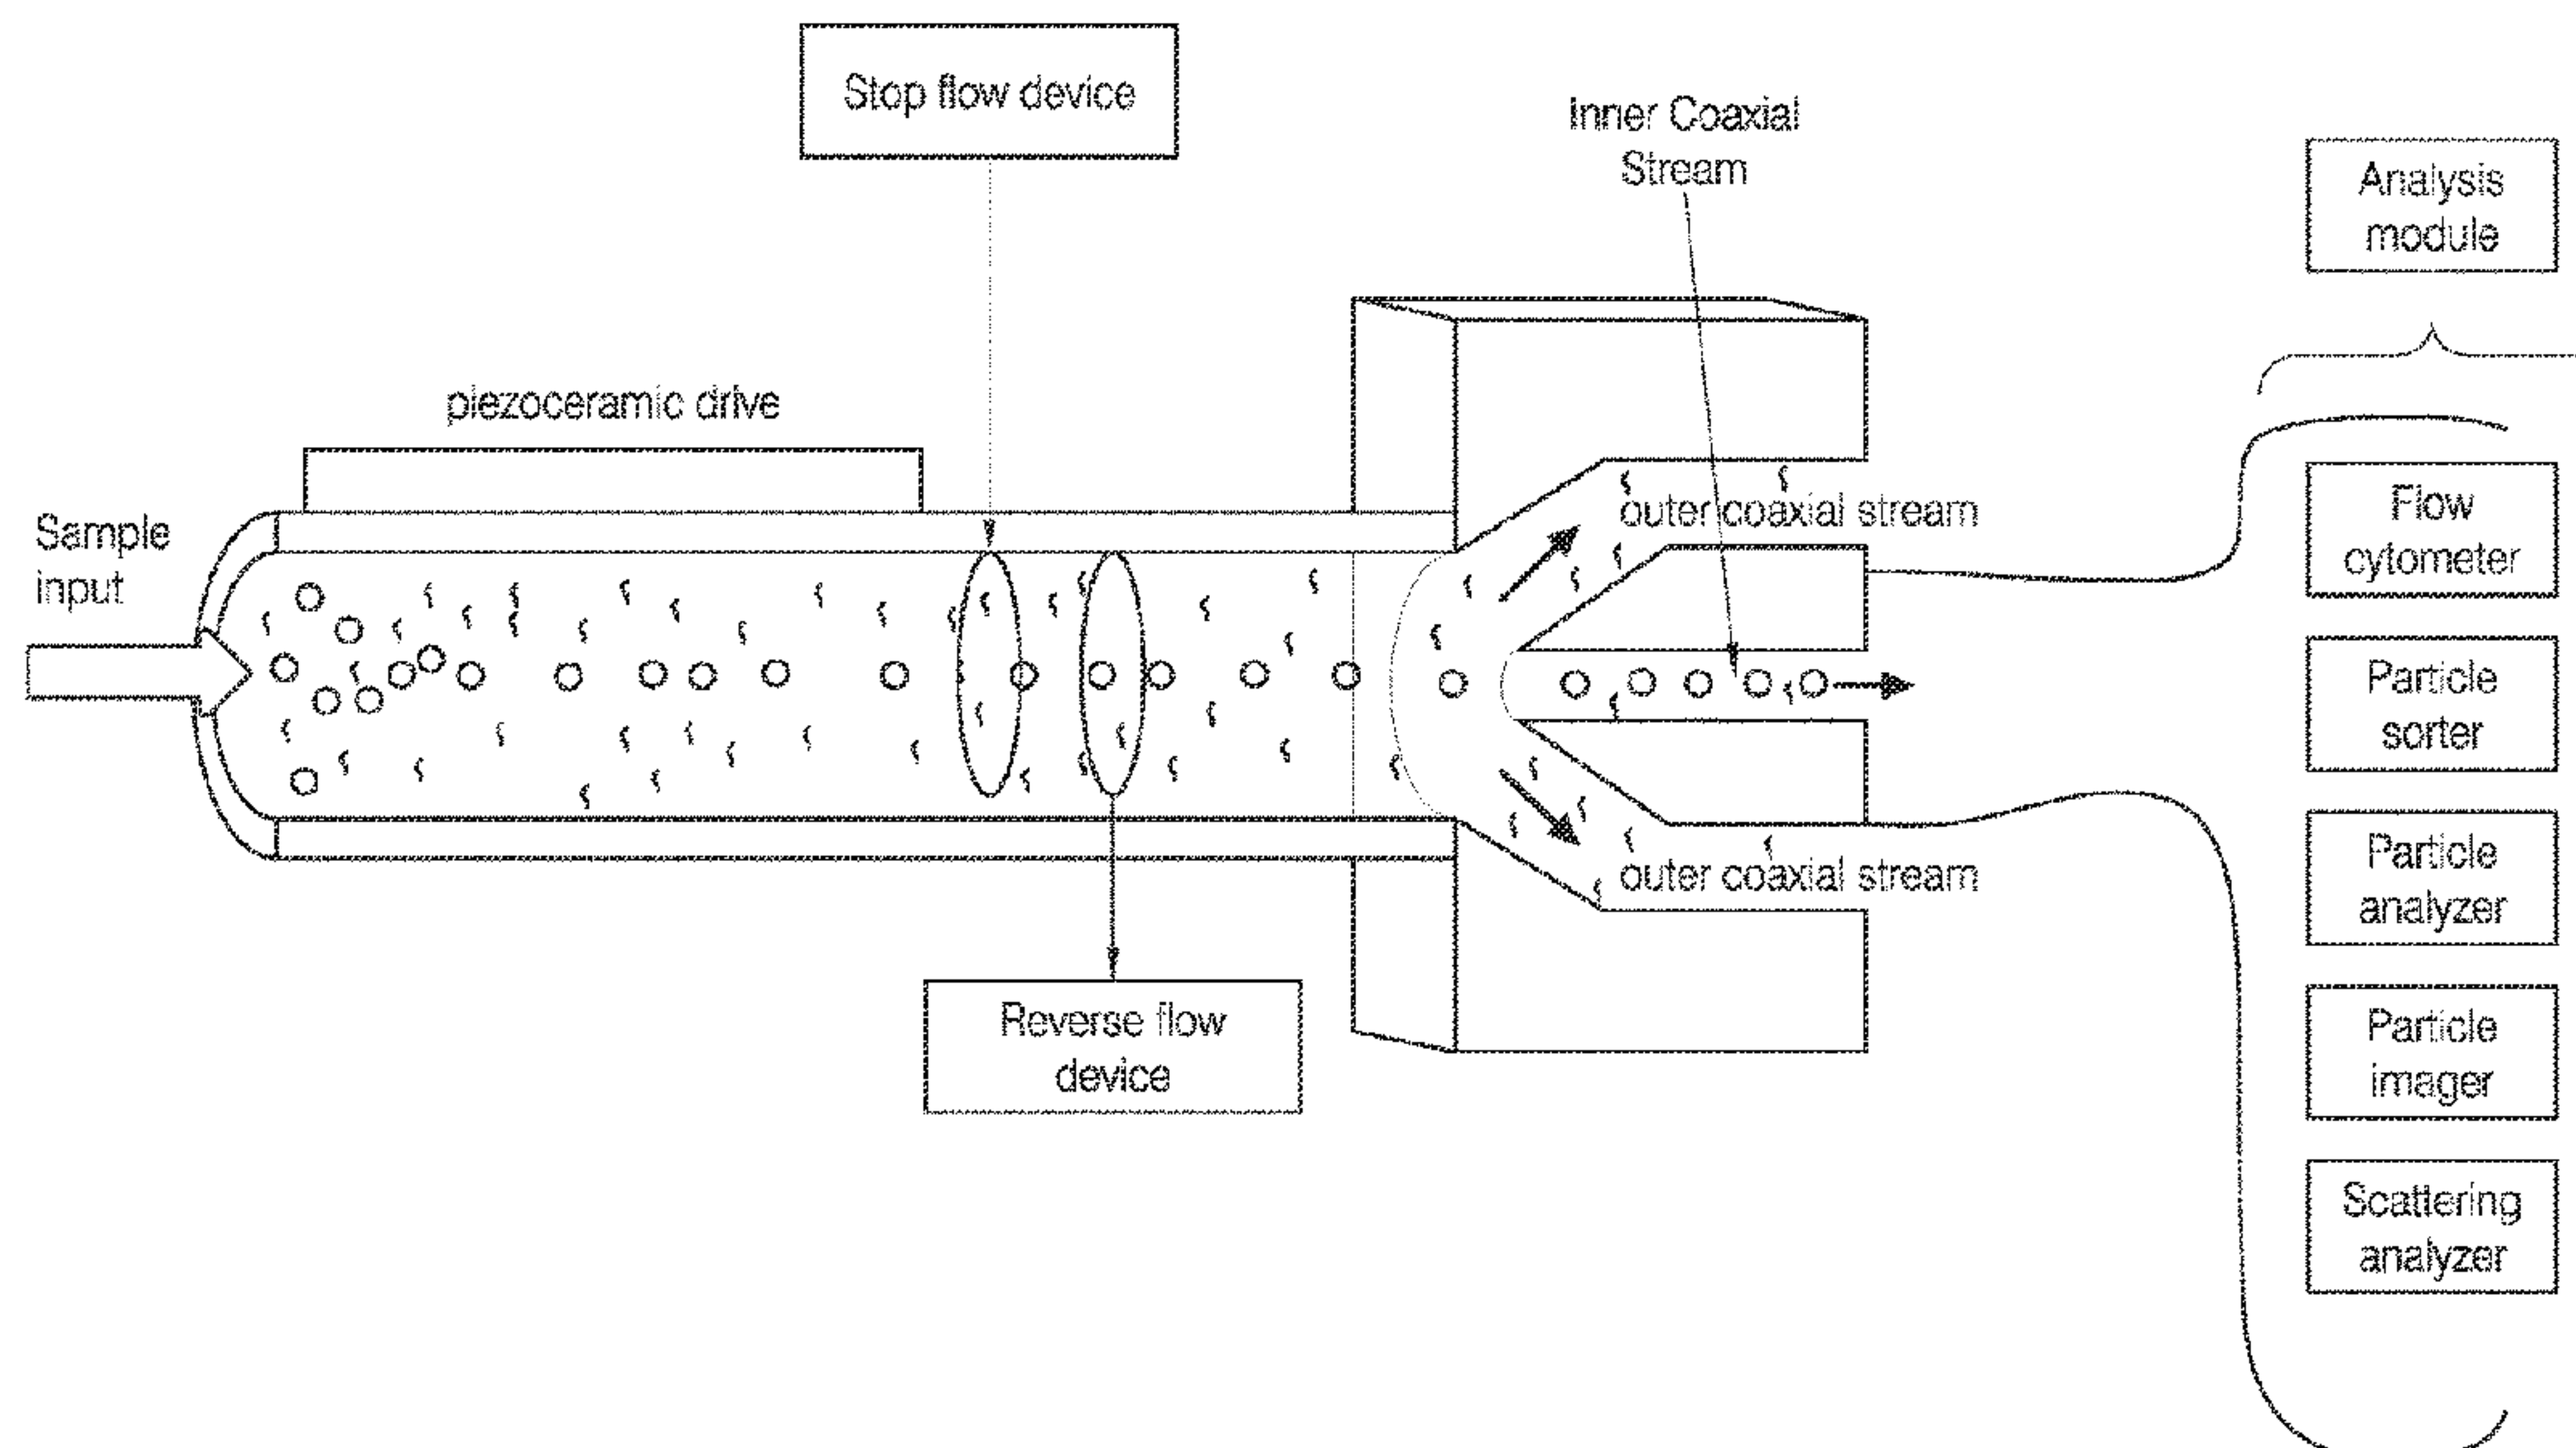 Stop flow device
Inner Coaxial
Stream
Analysis
module
piezoceramic drive
Sample
input
outer coaxial stream
Flow
cytometer
Particle
sorter
outer coaxial stream
Particle
analyzer
Reverse flow
device
Particle
imager
Scattering
analyzer